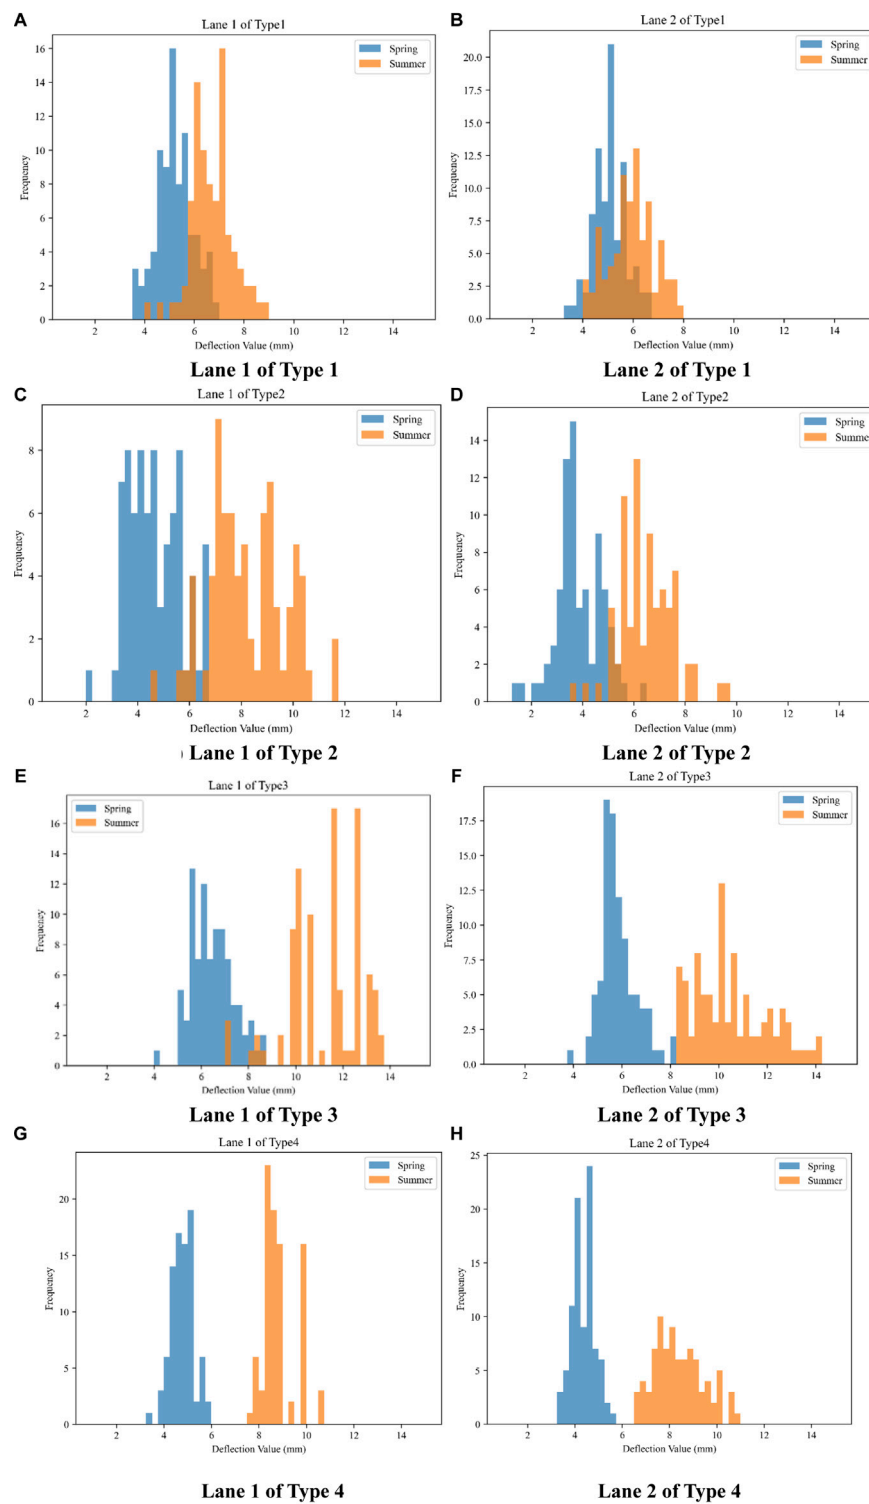 A
Lane 1 of Type1
16
14
12
10
8
6
4
2
0
Frequency
Spring
Summer
2 4 6 8 10 12 14
Deflection Value (mm)
Lane 1 of Type 1
B
Lane 2 of Type1
20.0
17.5
15.0
12.5
10.0
7.5
5.0
2.5
0.0
Frequency
Spring
Summer
2 4 6 8 10 12 14
Deflection Value (mm)
Lane 2 of Type 1
C
Lane 1 of Type2
8
6
4
2
0
Frequency
Spring
Summer
2 4 6 8 10 12 14
Deflection Value (mm)
) Lane 1 of Type 2
D
Lane 2 of Type2
14
12
10
8
6
4
2
0
Frequency
Spring
Summer
2 4 6 8 10 12 14
Deflection Value (mm)
Lane 2 of Type 2
E
Lane 1 of Type3
16
14
12
10
8
6
4
2
0
Frequency
Spring
Summer
2 4 6 8 10 12 14
Deflection Value (mm)
Lane 1 of Type 3
F
Lane 2 of Type3
17.5
15.0
12.5
10.0
7.5
5.0
2.5
0.0
Frequency
Spring
Summer
2 4 6 8 10 12 14
Deflection Value (mm)
Lane 2 of Type 3
G
Lane 1 of Type4
20
15
10
5
0
Frequency
Spring
Summer
2 4 6 8 10 12 14
Deflection Value (mm)
Lane 1 of Type 4
H
Lane 2 of Type4
25
20
15
10
5
0
Frequency
Spring
Summer
2 4 6 8 10 12 14
Deflection Value (mm)
Lane 2 of Type 4